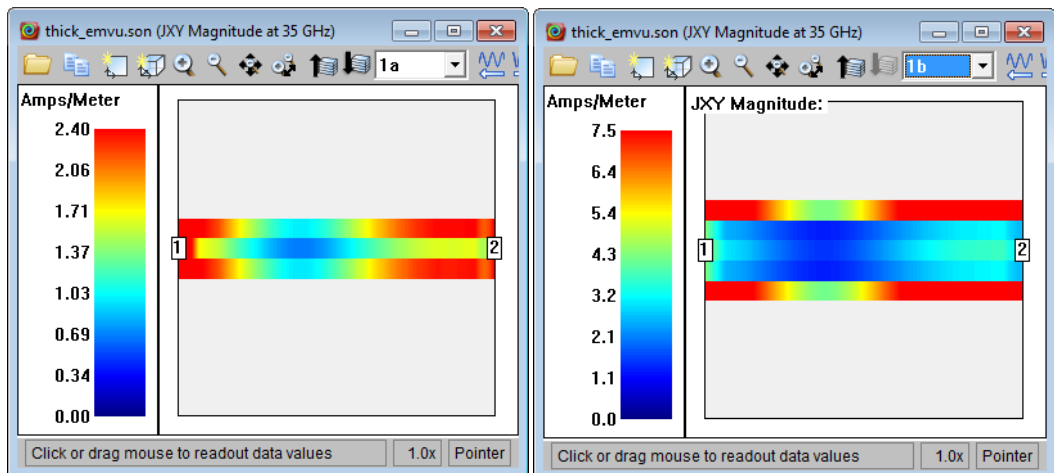 thick_emvu.son (JXY Magnitude at 35 GHz)
1a
Amps/Meter
2.40
2.06
1.71
1.37
1.03
0.69
0.34
0.00
1
2
Click or drag mouse to readout data values
1.0x
Pointer
thick_emvu.son (JXY Magnitude at 35 GHz)
1b
Amps/Meter
JXY Magnitude:
7.5
6.4
5.4
4.3
3.2
2.1
1.1
0.0
1
2
Click or drag mouse to readout data values
1.0x
Pointer